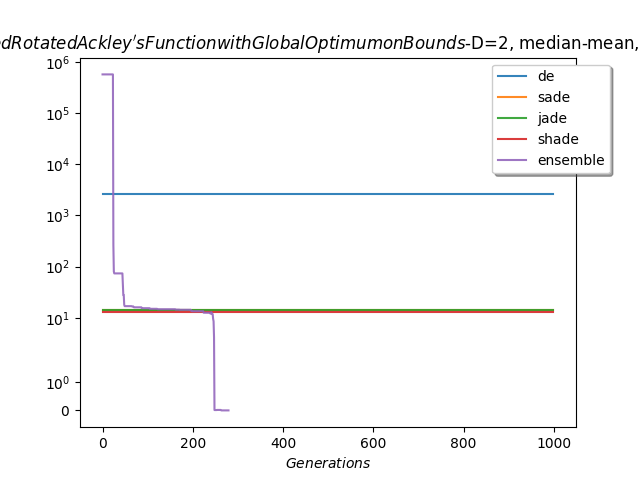 edRotatedAckley'sFunctionwithGlobalOptimumonBounds-D=2, median-mean,
10^6
10^5
10^4
10^3
10^2
10^1
10^0
0
de
sade
jade
shade
ensemble
0 200 400 600 800 1000
Generations